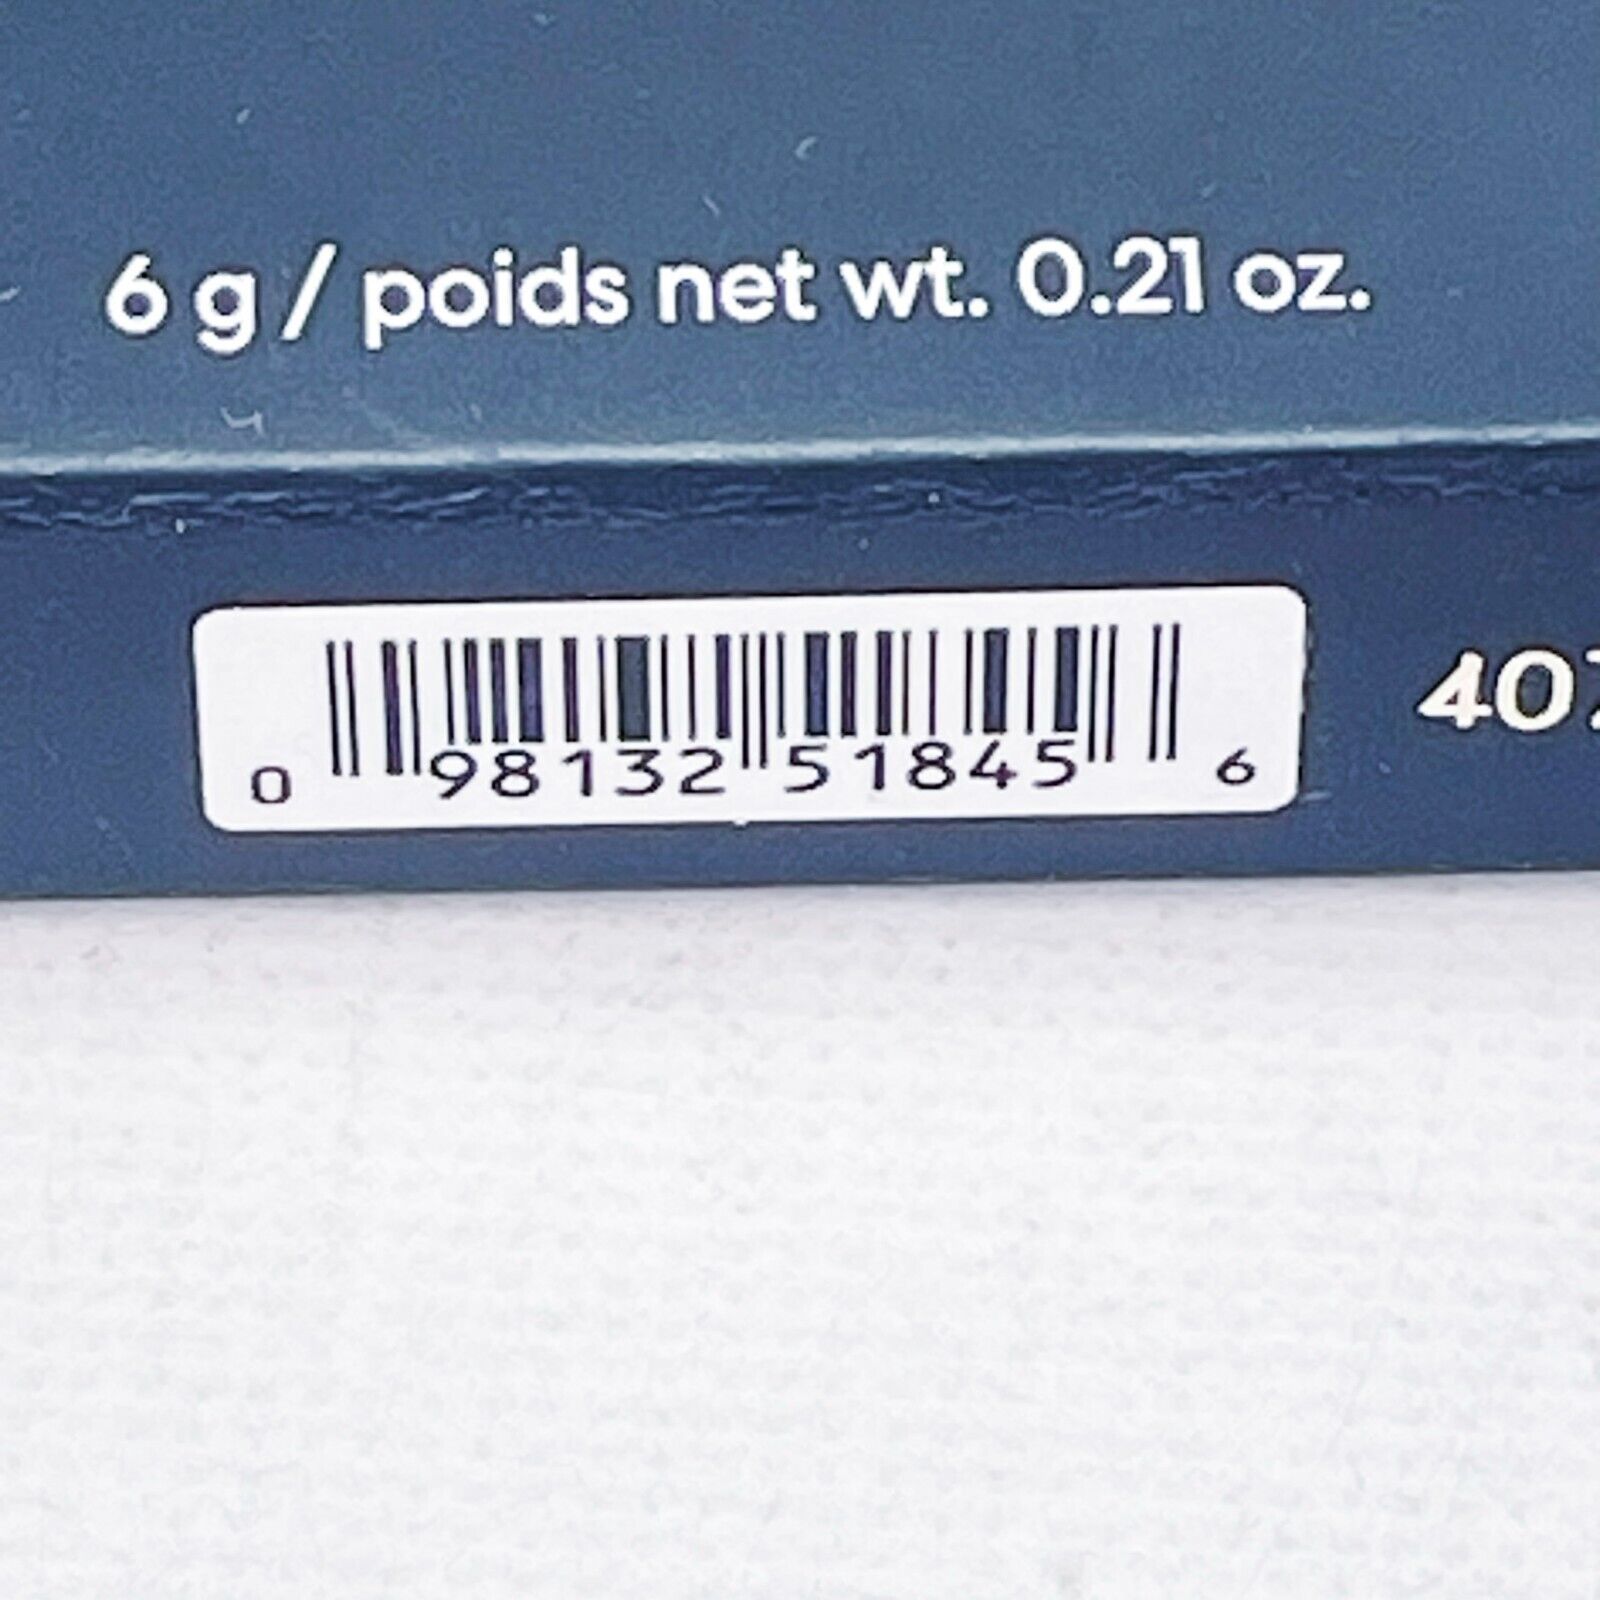 6 g / poids net wt. 0.21 oz.
0 98132 51845 6